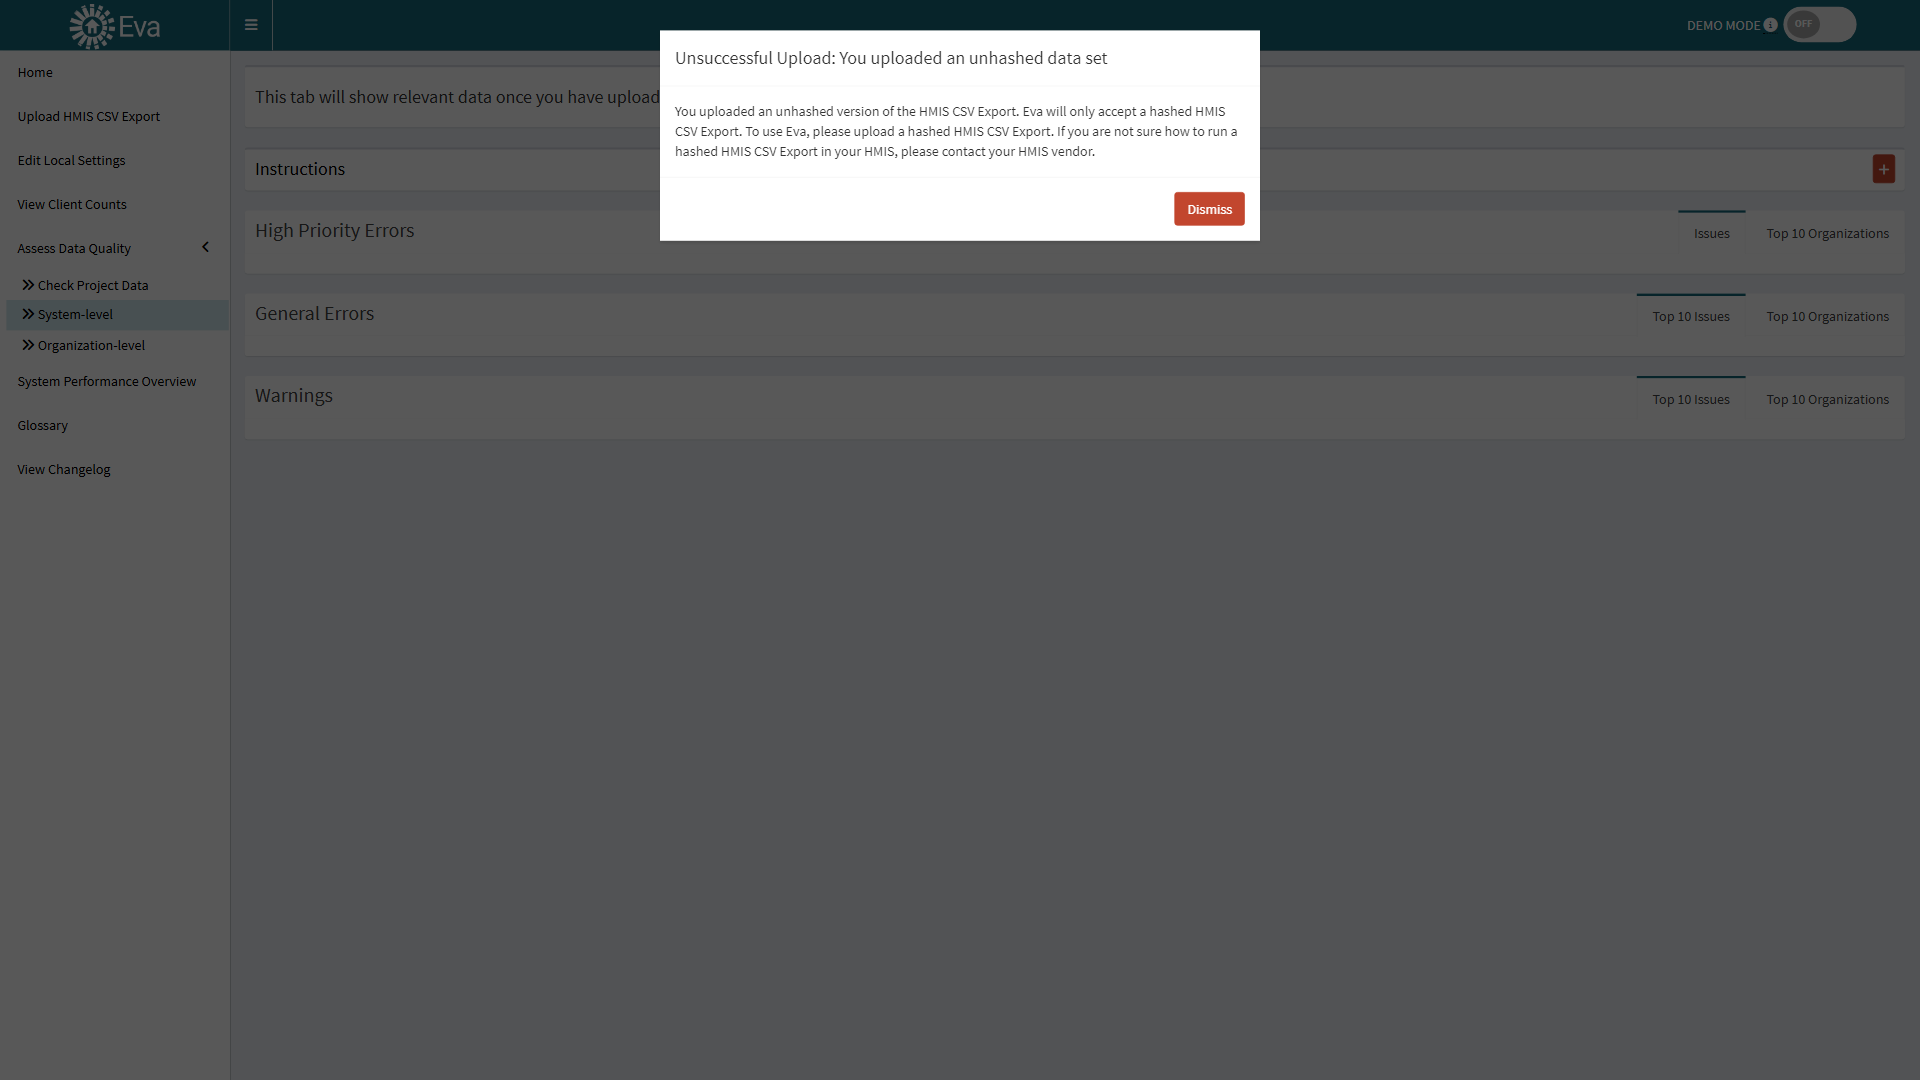 Eva
DEMO MODE
OFF
Home
Upload HMIS CSV Export
Edit Local Settings
View Client Counts
Assess Data Quality
Check Project Data
System-level
Organization-level
System Performance Overview
Glossary
View Changelog
Unsuccessful Upload: You uploaded an unhashed data set
You uploaded an unhashed version of the HMIS CSV Export. Eva will only accept a hashed HMIS
CSV Export. To use Eva, please upload a hashed HMIS CSV Export. If you are not sure how to run a
hashed HMIS CSV Export in your HMIS, please contact your HMIS vendor.
Dismiss
This tab will show relevant data once you have upload
Instructions
High Priority Errors
Issues
Top 10 Organizations
General Errors
Top 10 Issues
Top 10 Organizations
Warnings
Top 10 Issues
Top 10 Organizations